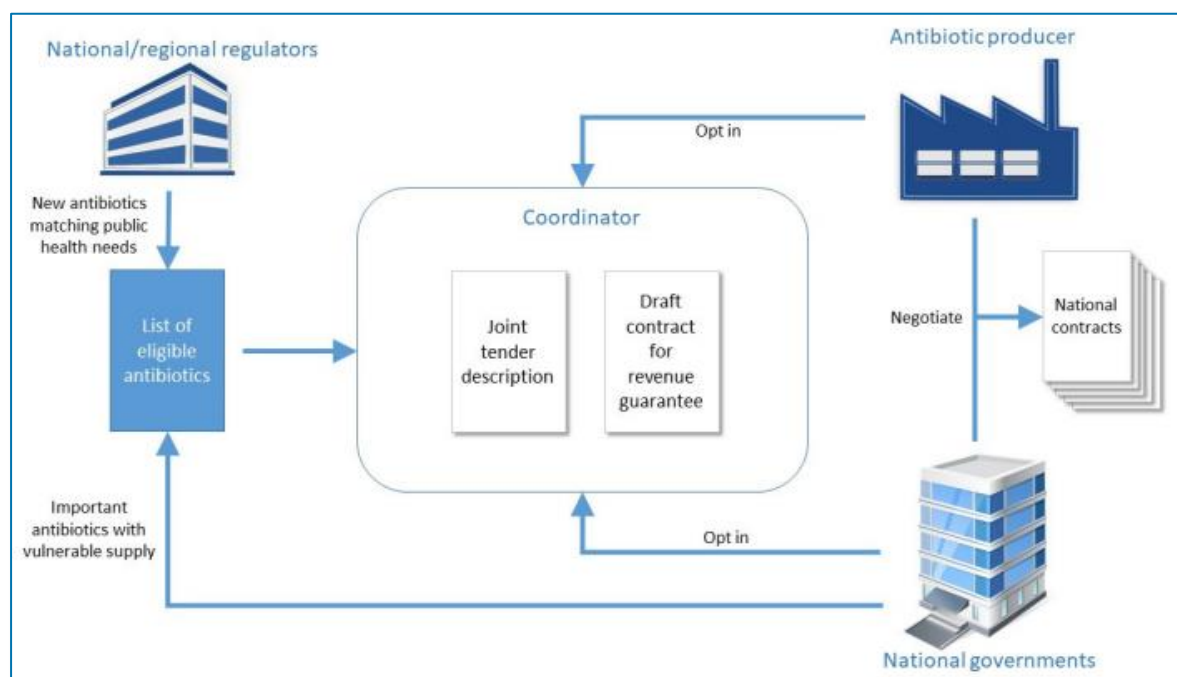 National/regional regulators
Antibiotic producer
Opt in
New antibiotics
matching public
health needs
Coordinator
List of
eligible
antibiotics
Joint
tender
description
Draft
contract
for
revenue
guarantee
Negotiate
National
contracts
Important
antibiotics with
vulnerable supply
Opt in
National governments